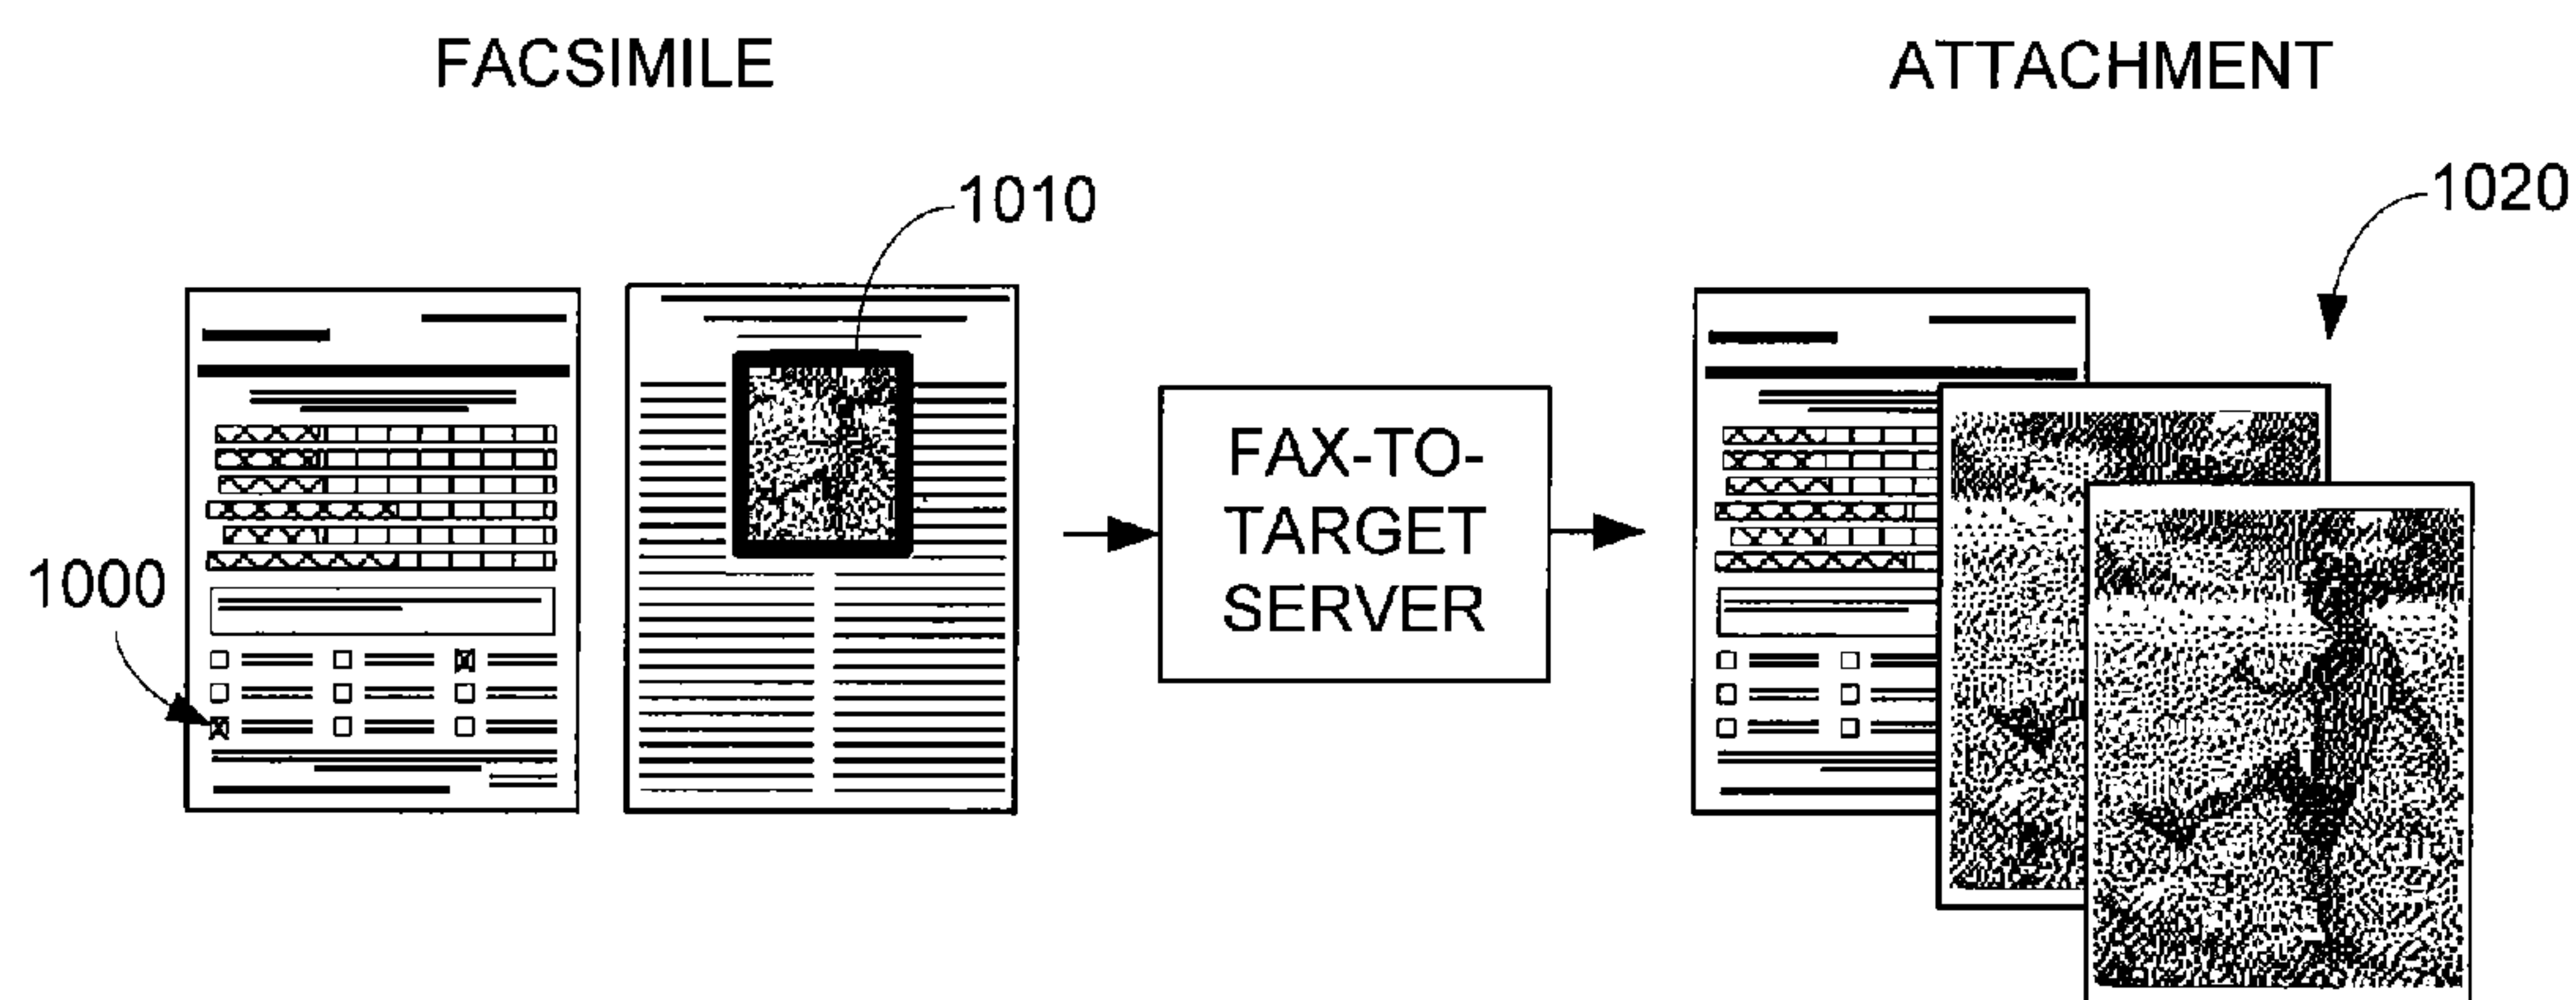 FACSIMILE
ATTACHMENT
1010
1020
1000
FAX-TO-
TARGET
SERVER